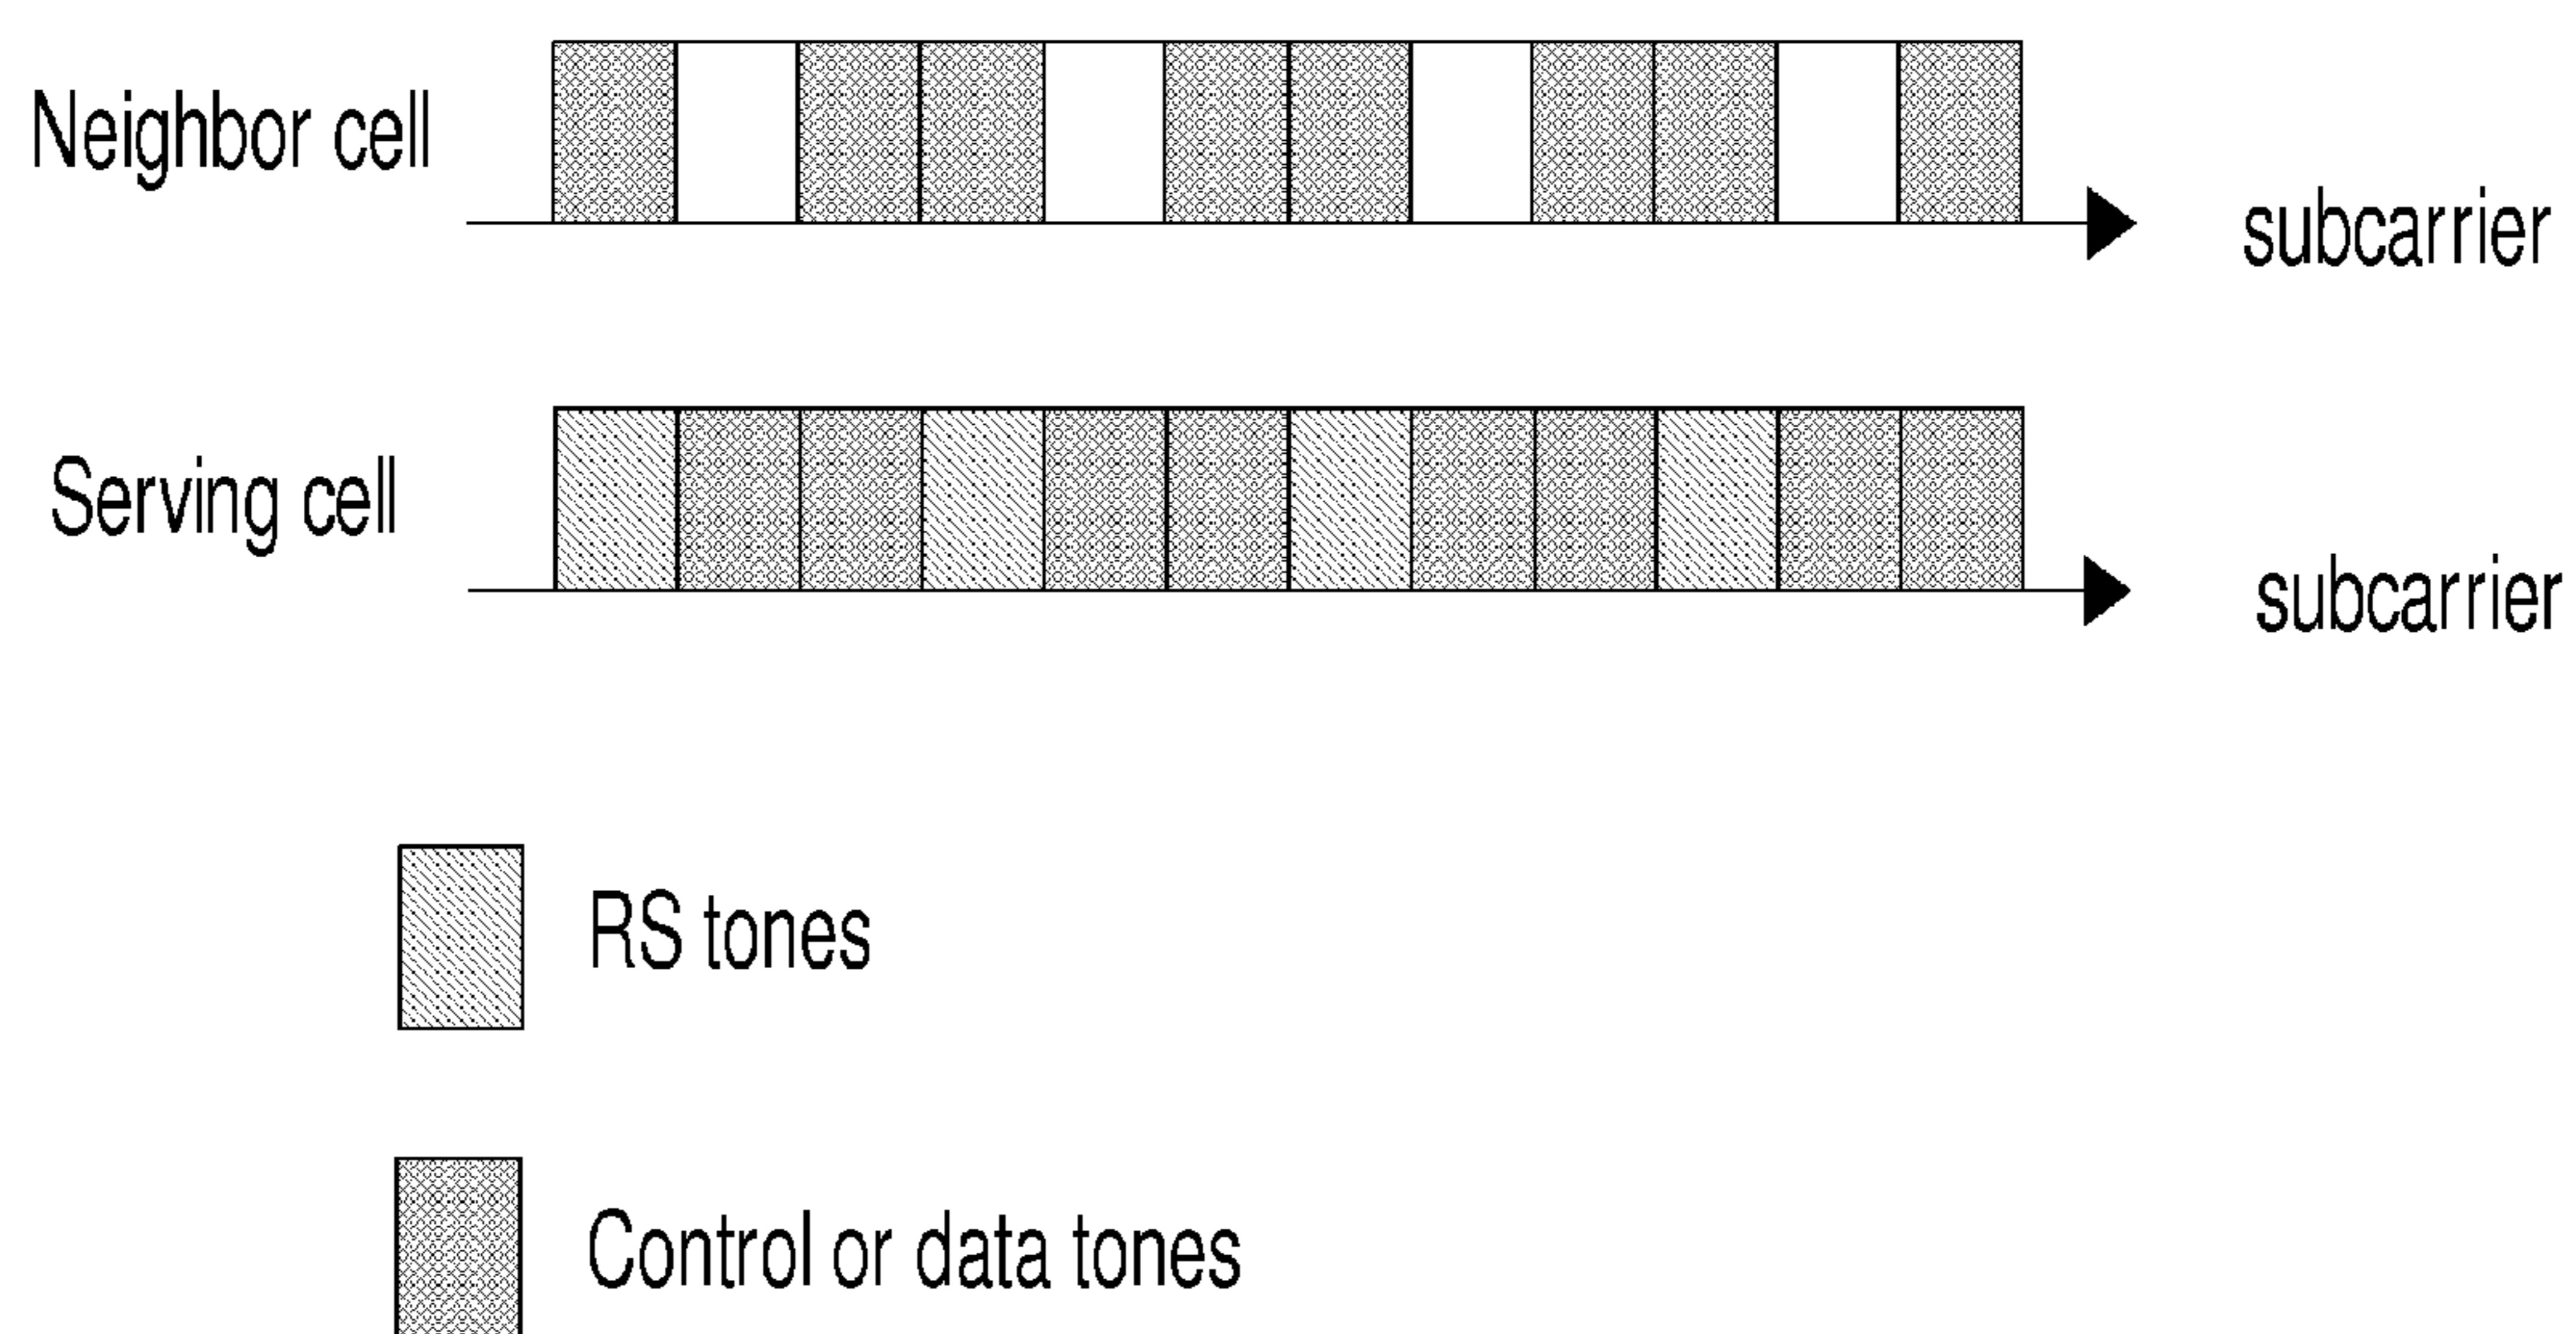 Neighbor cell
subcarrier
Serving cell
subcarrier
RS tones
Control or data tones